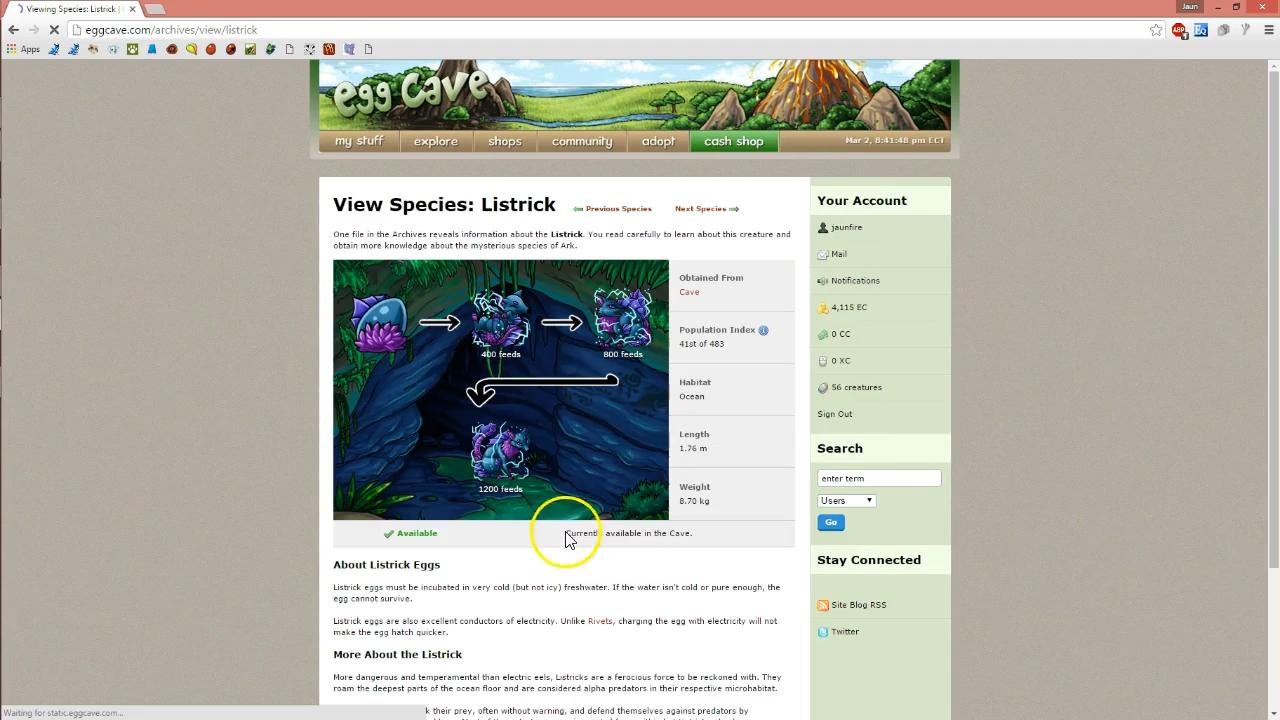 Viewing Species: Listrick |
Jaun
eggcave.com/archives/view/listrick
Apps
egg cave
my stuff explore shops community adopt cash shop Mar 2, 8:41:48 pm ECT
View Species: Listrick Previous Species Next Species
One file in the Archives reveals information about the Listrick. You read carefully to learn about this creature and
obtain more knowledge about the mysterious species of Ark.
400 feeds
800 feeds
1200 feeds
Obtained From
Cave
Population Index
41st of 483
Habitat
Ocean
Length
1.76 m
Weight
8.70 kg
Available Currently available in the Cave.
About Listrick Eggs
Listrick eggs must be incubated in very cold (but not icy) freshwater. If the water isn't cold or pure enough, the
egg cannot survive.
Listrick eggs are also excellent conductors of electricity. Unlike Rivets, charging the egg with electricity will not
make the egg hatch quicker.
More About the Listrick
More dangerous and temperamental than electric eels, Listricks are a ferocious force to be reckoned with. They
roam the deepest parts of the ocean floor and are considered alpha predators in their respective microhabitat.
k their prey, often without warning, and defend themselves against predators by
Your Account
jaunfire
Mail
Notifications
4,115 EC
0 CC
0 XC
56 creatures
Sign Out
Search
enter term
Users
Go
Stay Connected
Site Blog RSS
Twitter
Waiting for static.eggcave.com...